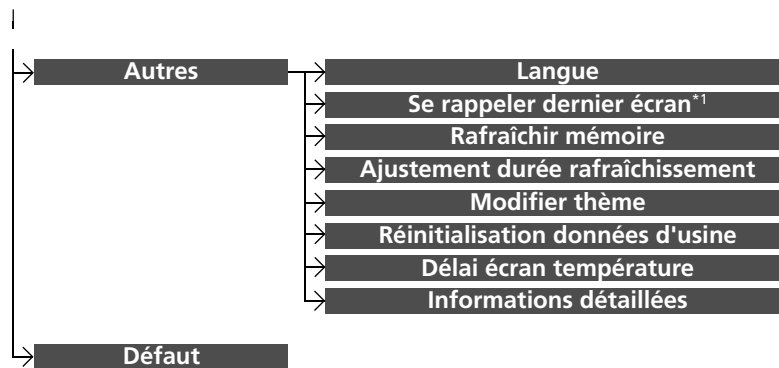 Autres
Langue
Se rappeler dernier écran*1
Rafraîchir mémoire
Ajustement durée rafraîchissement
Modifier thème
Réinitialisation données d'usine
Délai écran température
Informations détaillées
Défaut